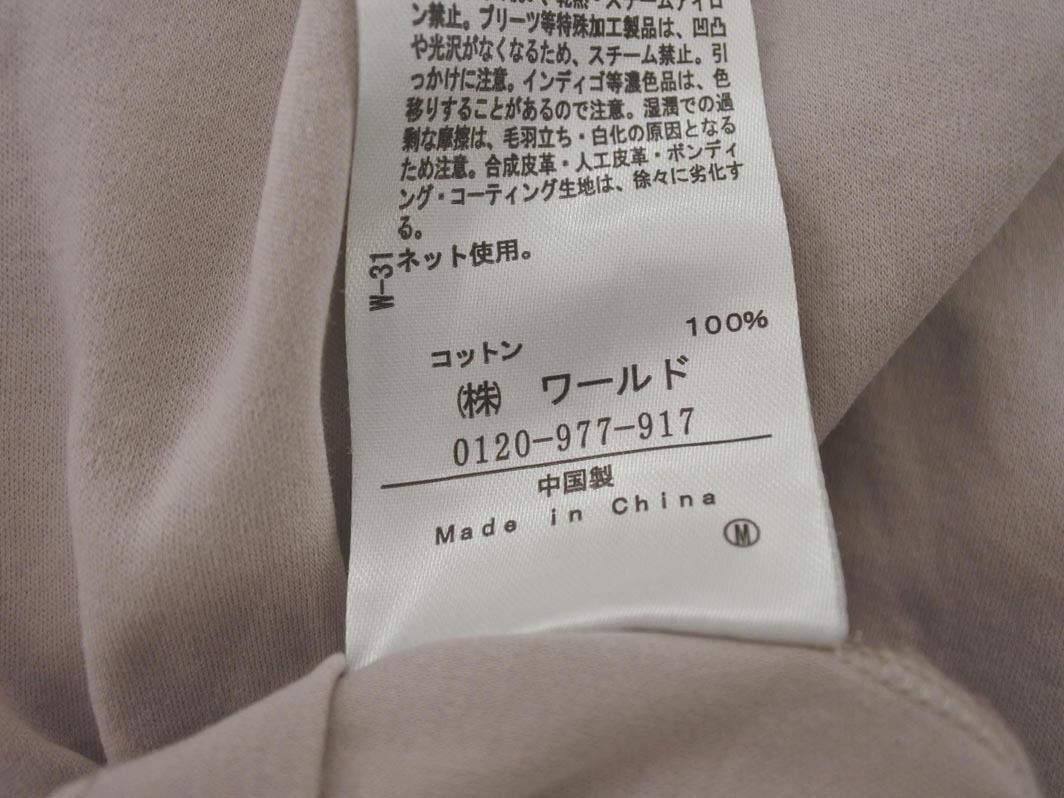 ・スチームアイロ
ン禁止。プリーツ等特殊加工製品は、凹凸
や光沢がなくなるため、スチーム禁止。引
っかけに注意。インディゴ等濃色品は、色
移りすることがあるので注意。湿潤での過
剰な摩擦は、毛羽立ち・白化の原因となる
ため注意。合成皮革・人工皮革・ボンディ
ング・コーティング生地は、徐々に劣化す
る。
W-31
ネット使用。
コットン 100%
㈱ ワールド
0120-977-917
中国製
Made in China
Ⓜ